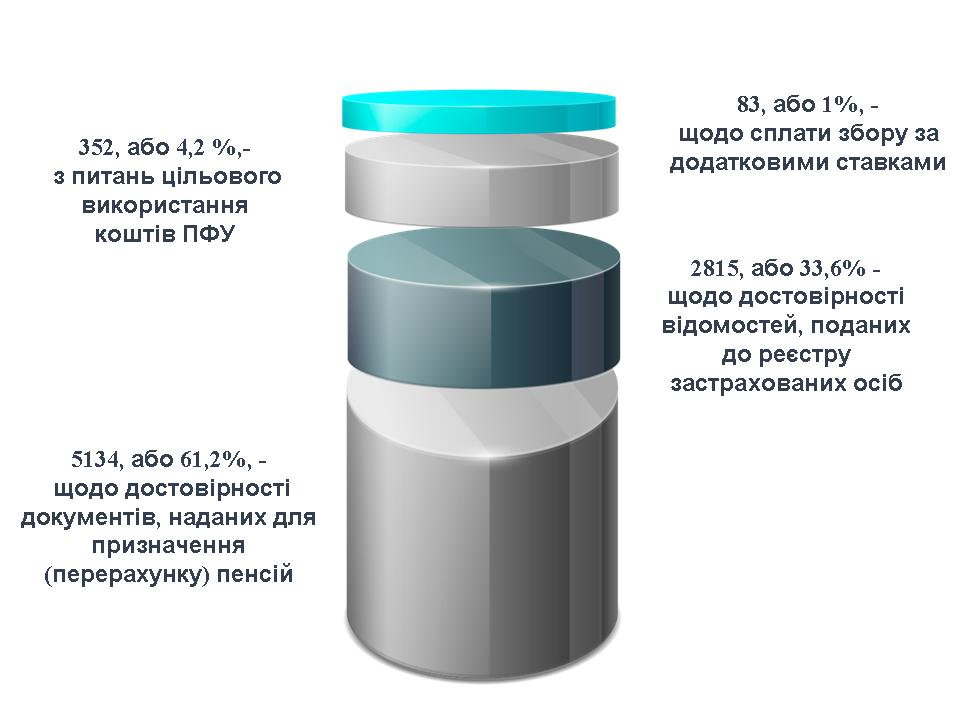 83, або 1%, -
щодо сплати збору за
додатковими ставками
352, або 4,2 %,-
з питань цільового
використання
коштів ПФУ
2815, або 33,6% -
щодо достовірності
відомостей, поданих
до реєстру
застрахованих осіб
5134, або 61,2%, -
щодо достовірності
документів, наданих для
призначення
(перерахунку) пенсій